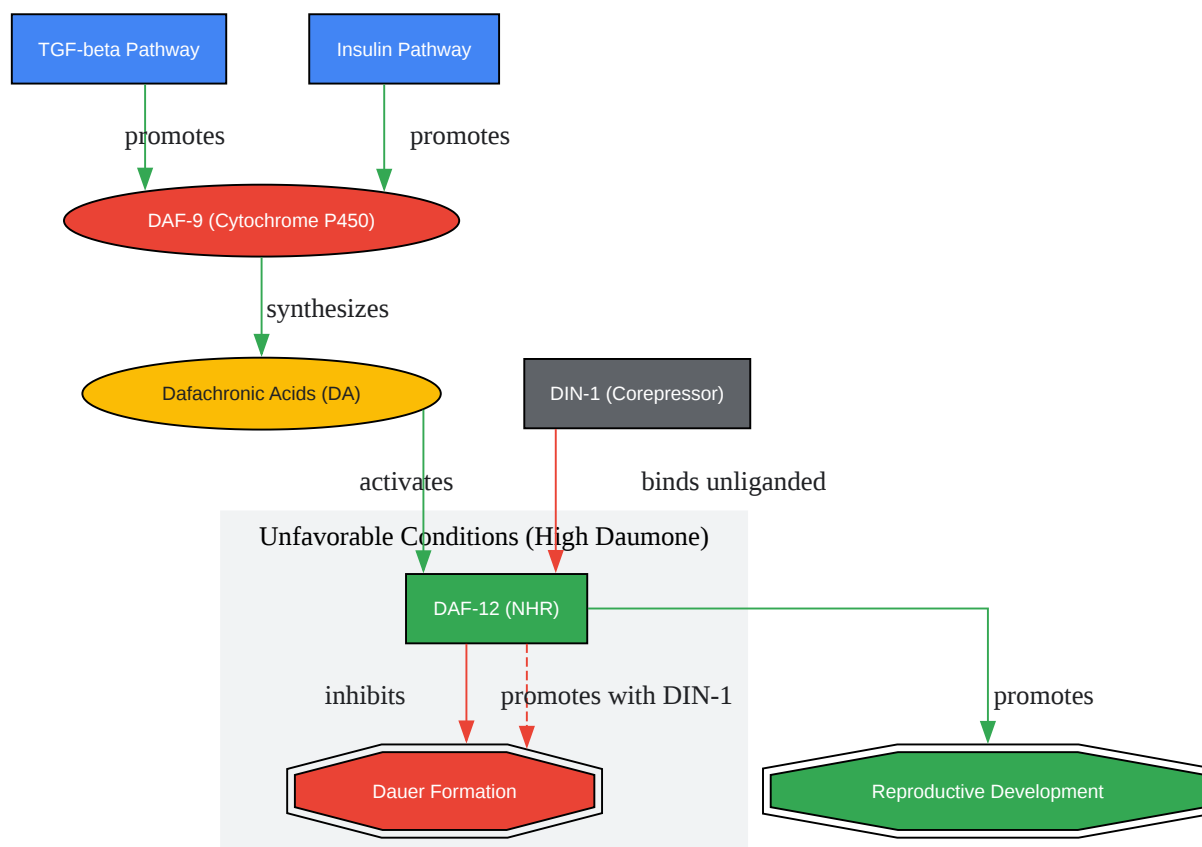 TGF-beta Pathway
Insulin Pathway
promotes
promotes
DAF-9 (Cytochrome P450)
synthesizes
Dafachronic Acids (DA)
DIN-1 (Corepressor)
activates
binds unliganded
Unfavorable Conditions (High Daumone)
DAF-12 (NHR)
inhibits
promotes with DIN-1
promotes
Dauer Formation
Reproductive Development